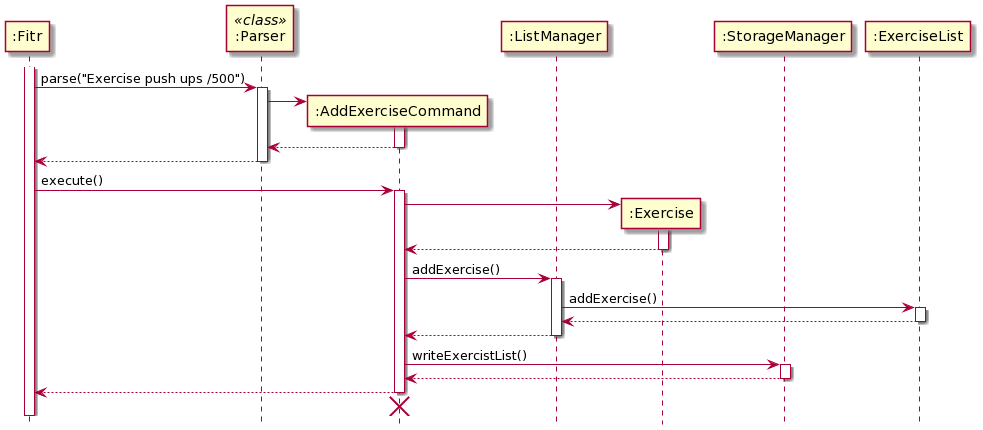 «class»
:Fitr
:Parser
:ListManager
:StorageManager
:ExerciseList
parse("Exercise push ups /500")
:AddExerciseCommand
execute()
:Exercise
addExercise()
addExercise()
writeExercistList()